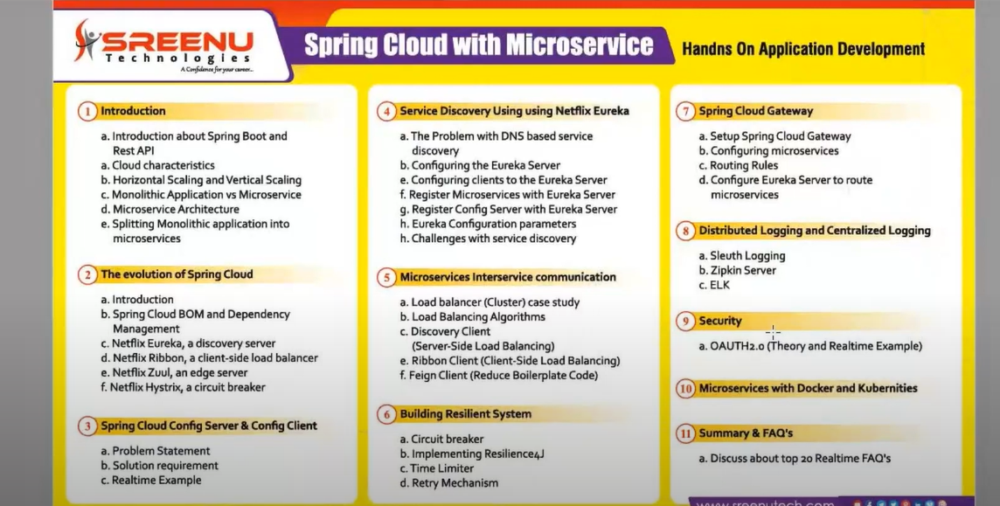 SREENU
Technologies
A Confidence for your career...
Spring Cloud with Microservice
Handns On Application Development
1 Introduction
a. Introduction about Spring Boot and
Rest API
a. Cloud characteristics
b. Horizontal Scaling and Vertical Scaling
c. Monolithic Application vs Microservice
d. Microservice Architecture
e. Splitting Monolithic application into
microservices
2 The evolution of Spring Cloud
a. Introduction
b. Spring Cloud BOM and Dependency
Management
c. Netflix Eureka, a discovery server
d. Netflix Ribbon, a client-side load balancer
e. Netflix Zuul, an edge server
f. Netflix Hystrix, a circuit breaker
3 Spring Cloud Config Server & Config Client
a. Problem Statement
b. Solution requirement
c. Realtime Example
4 Service Discovery Using using Netflix Eureka
a. The Problem with DNS based service
discovery
b. Configuring the Eureka Server
e. Configuring clients to the Eureka Server
f. Register Microservices with Eureka Server
g. Register Config Server with Eureka Server
h. Eureka Configuration parameters
h. Challenges with service discovery
5 Microservices Interservice communication
a. Load balancer (Cluster) case study
b. Load Balancing Algorithms
c. Discovery Client
(Server-Side Load Balancing)
e. Ribbon Client (Client-Side Load Balancing)
f. Feign Client (Reduce Boilerplate Code)
6 Building Resilient System
a. Circuit breaker
b. Implementing Resilience4J
c. Time Limiter
d. Retry Mechanism
7 Spring Cloud Gateway
a. Setup Spring Cloud Gateway
b. Configuring microservices
c. Routing Rules
d. Configure Eureka Server to route
microservices
8 Distributed Logging and Centralized Logging
a. Sleuth Logging
b. Zipkin Server
c. ELK
9 Security
a. OAUTH2.0 (Theory and Realtime Example)
10 Microservices with Docker and Kubernities
11 Summary & FAQ's
a. Discuss about top 20 Realtime FAQ's
www.sreenutech.com